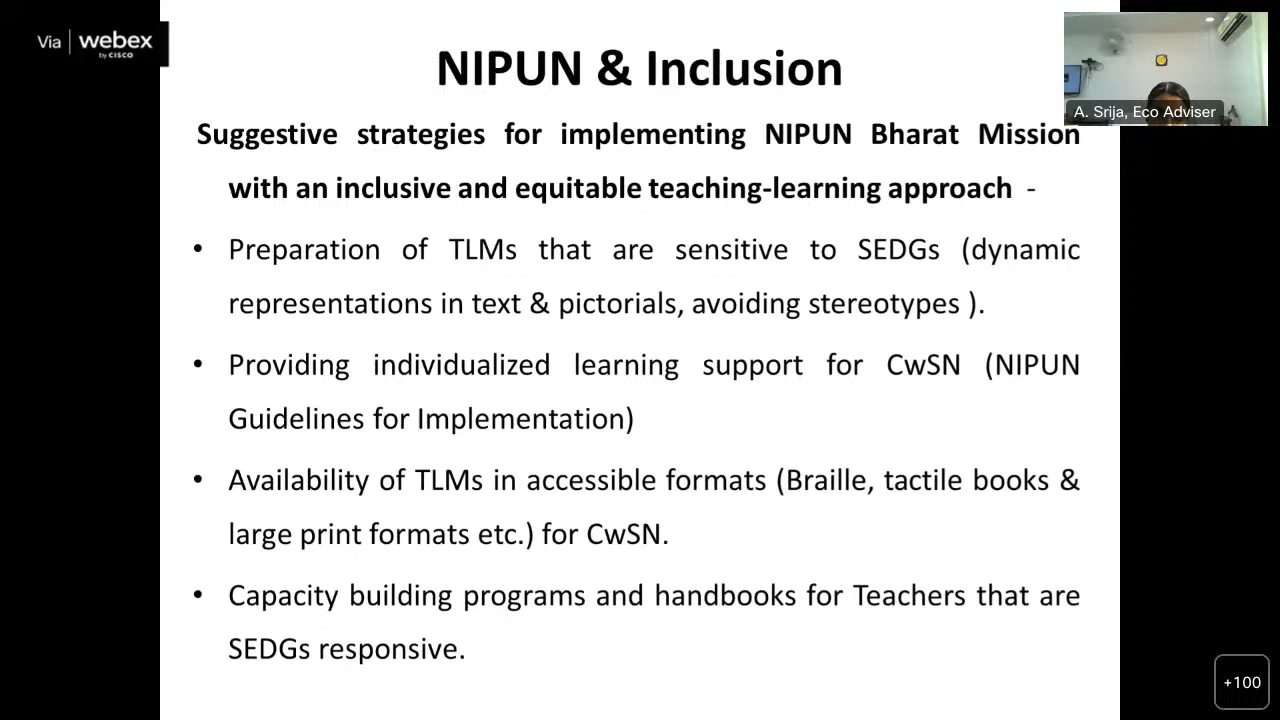 Via webex
by CISCO
NIPUN & Inclusion
A. Srija, Eco Adviser
Suggestive strategies for implementing NIPUN Bharat Mission
with an inclusive and equitable teaching-learning approach -
• Preparation of TLMs that are sensitive to SEDGs (dynamic
representations in text & pictorials, avoiding stereotypes ).
• Providing individualized learning support for CwSN (NIPUN
Guidelines for Implementation)
• Availability of TLMs in accessible formats (Braille, tactile books &
large print formats etc.) for CwSN.
• Capacity building programs and handbooks for Teachers that are
SEDGs responsive.
+100